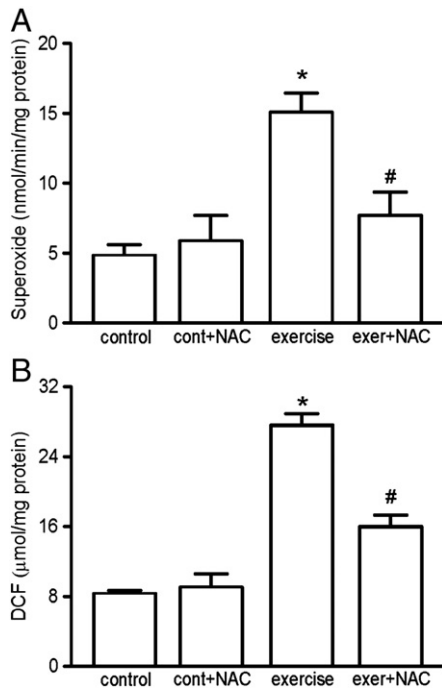 A
Superoxide (nmol/min/mg protein)
20
15
10
5
0
*
#
control cont+NAC exercise exer+NAC
B
DCF (μmol/mg protein)
32
24
16
8
0
*
#
control cont+NAC exercise exer+NAC